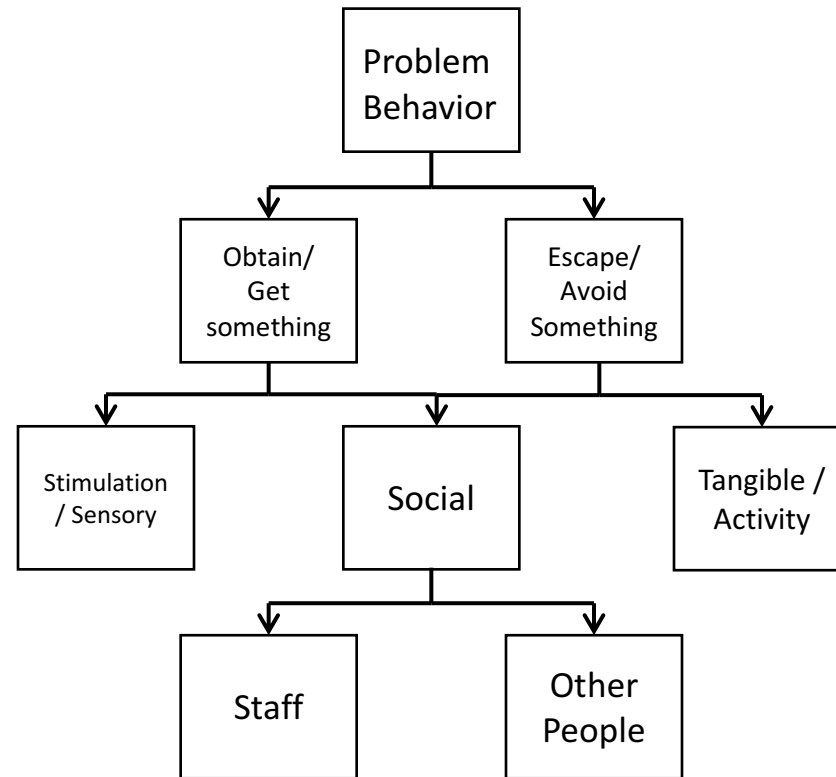 Problem
Behavior
Obtain/
Get
something
Escape/
Avoid
Something
Stimulation
/ Sensory
Social
Tangible /
Activity
Staff
Other
People